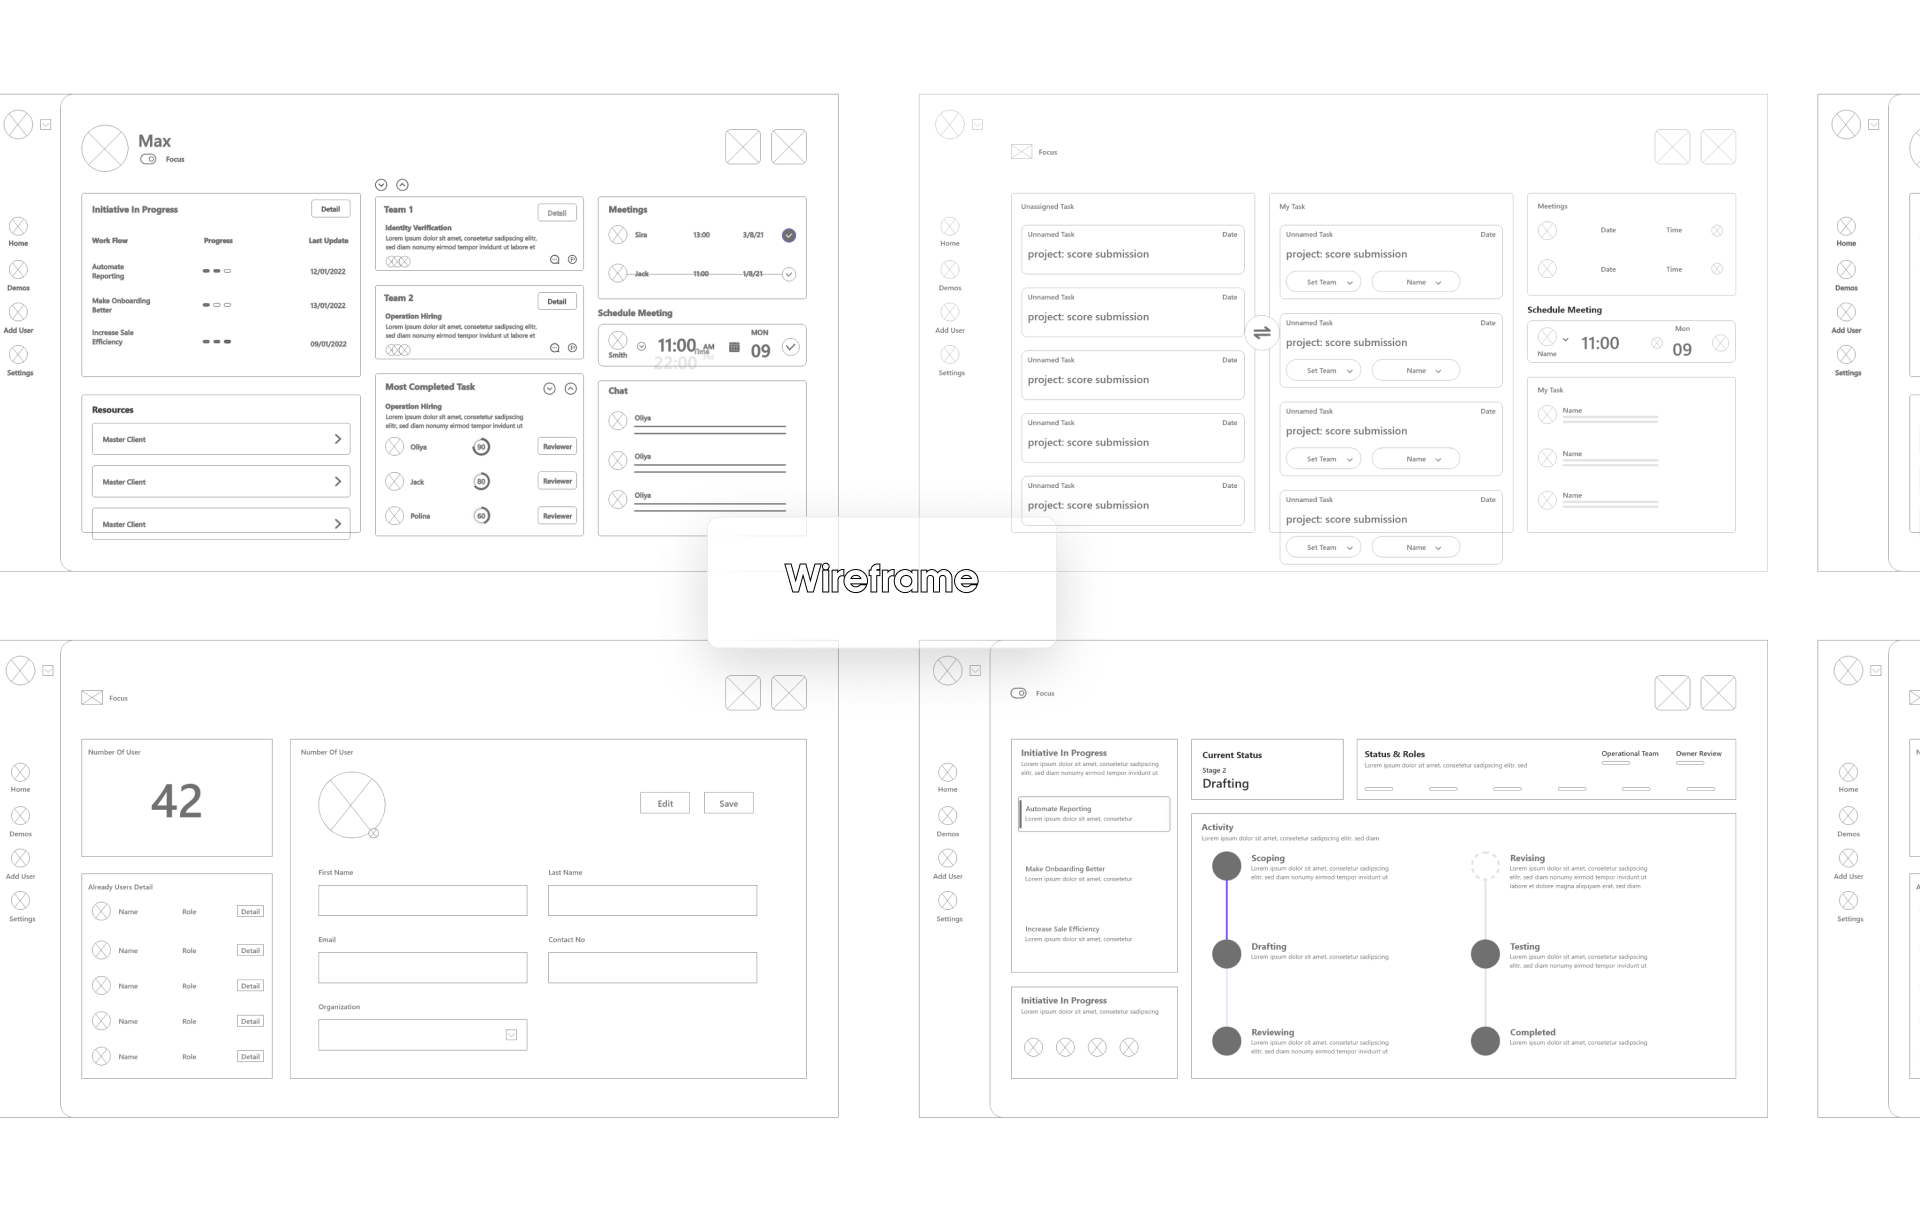 Home
Demos
Add User
Settings
Max
Focus
Initiative In Progress
Detail
Work Flow
Progress
Last Update
Automate
Reporting
12/01/2022
Make Onboarding
Better
13/01/2022
Increase Sale
Efficiency
09/01/2022
Resources
Master Client
Master Client
Master Client
Team 1
Detail
Identity Verification
Lorem ipsum dolor sit amet, consetetur sadipscing elitr,
sed diam nonumy eirmod tempor invidunt ut labore et
Team 2
Detail
Operation Hiring
Lorem ipsum dolor sit amet, consetetur sadipscing elitr,
sed diam nonumy eirmod tempor invidunt ut labore et
Most Completed Task
Operation Hiring
Lorem ipsum dolor sit amet, consetetur sadipscing
elitr, sed diam nonumy eirmod tempor invidunt ut
Oliya
90
Reviewer
Jack
80
Reviewer
Polina
60
Reviewer
Meetings
Sira
13:00
3/8/21
Jack
11:00
1/8/21
Schedule Meeting
Smith
11:00 AM
Time
22:00 PM
MON
09
Chat
Oliya
Oliya
Oliya
Home
Demos
Add User
Settings
Focus
Unassigned Task
Unnamed Task
Date
project: score submission
Unnamed Task
Date
project: score submission
Unnamed Task
Date
project: score submission
Unnamed Task
Date
project: score submission
Unnamed Task
Date
project: score submission
My Task
Unnamed Task
Date
project: score submission
Set Team
Name
Unnamed Task
Date
project: score submission
Set Team
Name
Unnamed Task
Date
project: score submission
Set Team
Name
Unnamed Task
Date
project: score submission
Set Team
Name
Meetings
Date
Time
Date
Time
Schedule Meeting
Name
11:00
Mon
09
My Task
Name
Name
Name
Home
Demos
Add User
Settings
Wireframe
Home
Demos
Add User
Settings
Focus
Number Of User
42
Already Users Detail
Name
Role
Detail
Name
Role
Detail
Name
Role
Detail
Name
Role
Detail
Name
Role
Detail
Number Of User
Edit
Save
First Name
Last Name
Email
Contact No
Organization
Home
Demos
Add User
Settings
Focus
Initiative In Progress
Lorem ipsum dolor sit amet, consetetur sadipscing
elitr, sed diam nonumy eirmod tempor invidunt ut
Automate Reporting
Lorem ipsum dolor sit amet, consetetur
Make Onboarding Better
Lorem ipsum dolor sit amet, consetetur
Increase Sale Efficiency
Lorem ipsum dolor sit amet, consetetur
Initiative In Progress
Lorem ipsum dolor sit amet, consetetur sadipscing
Current Status
Stage 2
Drafting
Status & Roles
Lorem ipsum dolor sit amet, consetetur sadipscing elitr, sed
Operational Team
Owner Review
Activity
Lorem ipsum dolor sit amet, consetetur sadipscing elitr, sed diam
Scoping
Lorem ipsum dolor sit amet, consetetur sadipscing
elitr, sed diam nonumy eirmod tempor invidunt ut
Drafting
Lorem ipsum dolor sit amet, consetetur sadipscing
Reviewing
Lorem ipsum dolor sit amet, consetetur sadipscing
elitr, sed diam nonumy eirmod tempor invidunt ut
Revising
Lorem ipsum dolor sit amet, consetetur sadipscing
elitr, sed diam nonumy eirmod tempor invidunt ut
labore et dolore magna aliquyam erat, sed diam
Testing
Lorem ipsum dolor sit amet, consetetur sadipscing
elitr, sed diam nonumy eirmod tempor invidunt ut
Completed
Lorem ipsum dolor sit amet, consetetur sadipscing
Home
Demos
Add User
Settings